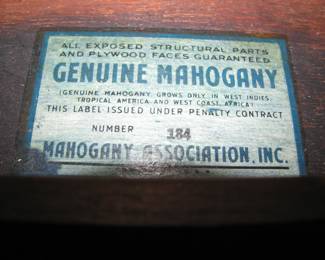 ALL EXPOSED STRUCTURAL PARTS
AND PLYWOOD FACES GUARANTEED
GENUINE MAHOGANY
(GENUINE MAHOGANY GROWS ONLY IN WEST INDIES,
TROPICAL AMERICA AND WEST COAST AFRICA)
THIS LABEL ISSUED UNDER PENALTY CONTRACT
NUMBER 184
MAHOGANY ASSOCIATION, INC.